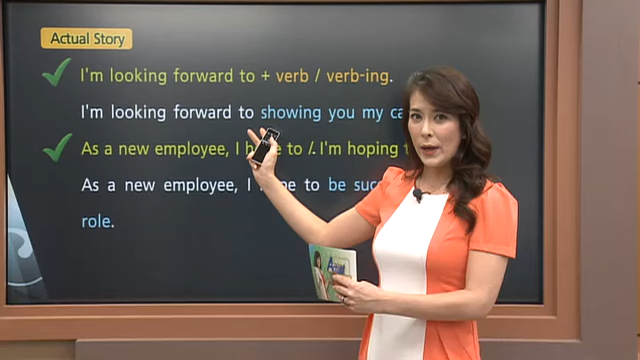 Actual Story
I'm looking forward to + verb / verb-ing.
I'm looking forward to showing you my
As a new employee, I to /. I'm hoping
As a new employee, I to be
role.